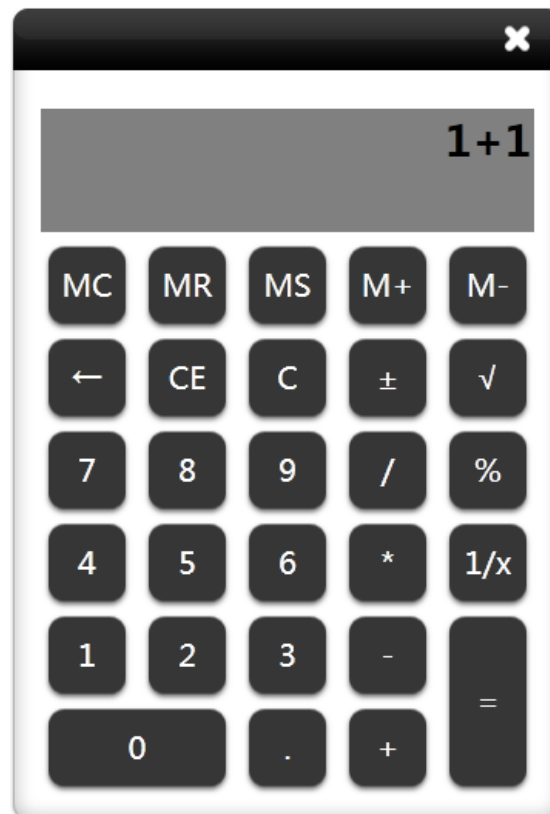 1+1
MC MR MS M+ M-
← CE C ± √
7 8 9 / %
4 5 6 * 1/x
1 2 3 - =
0 . +